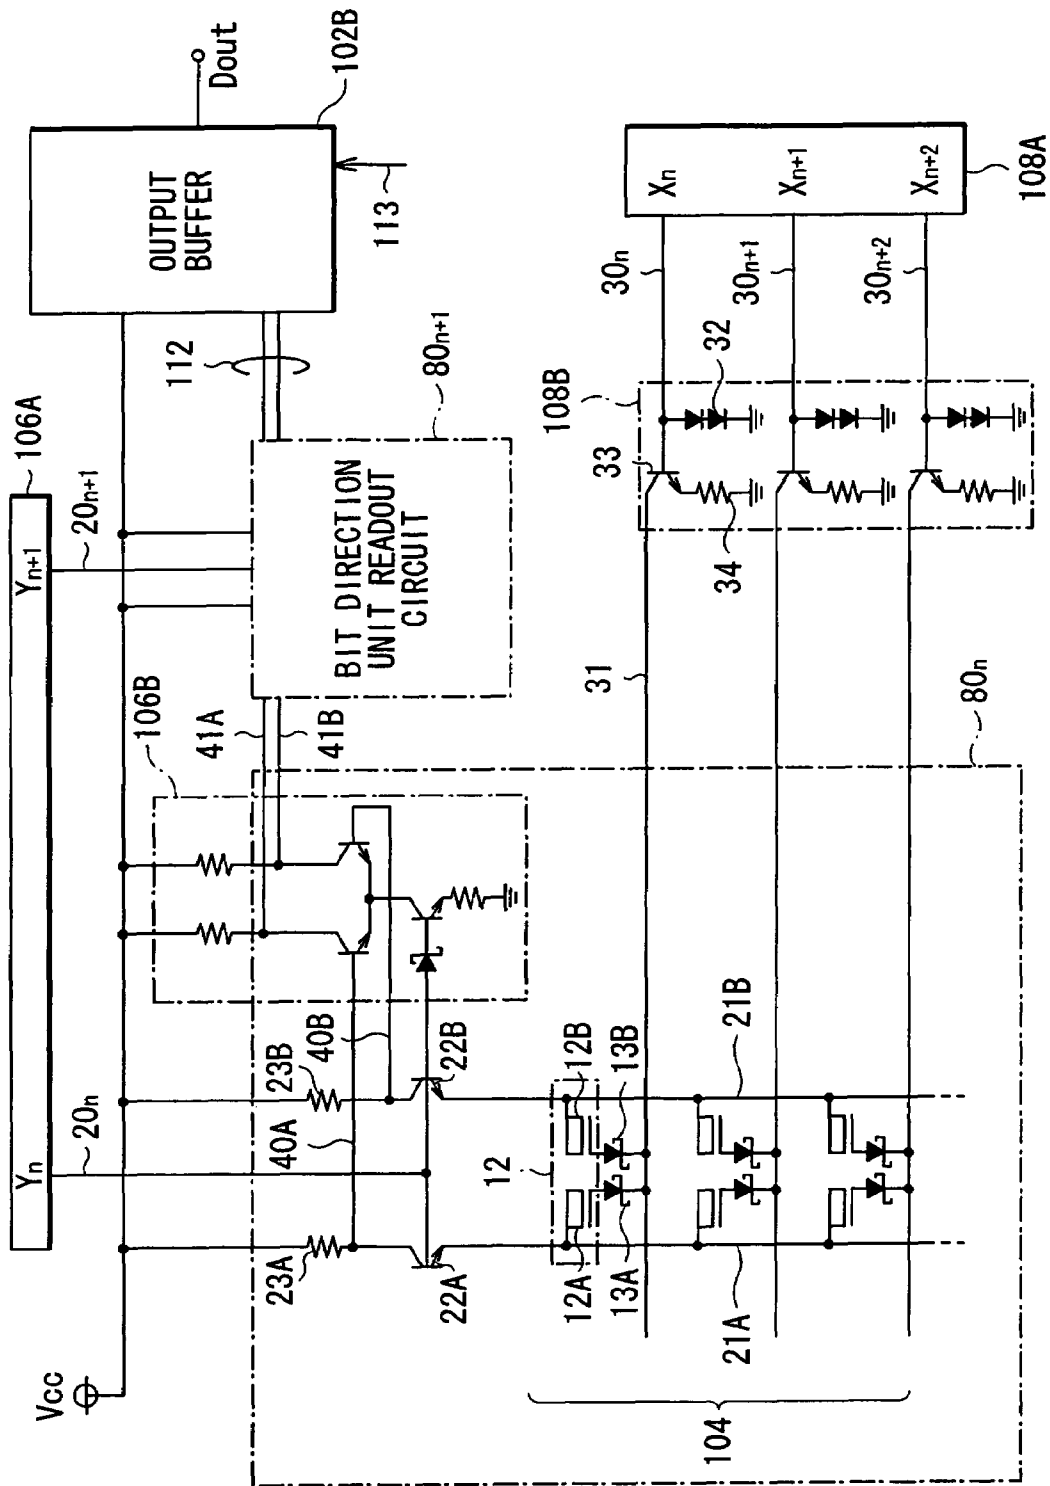 106A
Yn
Yn+1
20n
20n+1
Vcc
OUTPUT
BUFFER
Dout
102B
113
112
80n+1
BIT DIRECTION
UNIT READOUT
CIRCUIT
106B
41A
41B
23A
23B
40A
40B
22A
22B
12
12A
12B
13A
13B
21A
21B
104
31
80n
108B
33
32
34
30n
30n+1
30n+2
Xn
Xn+1
Xn+2
108A